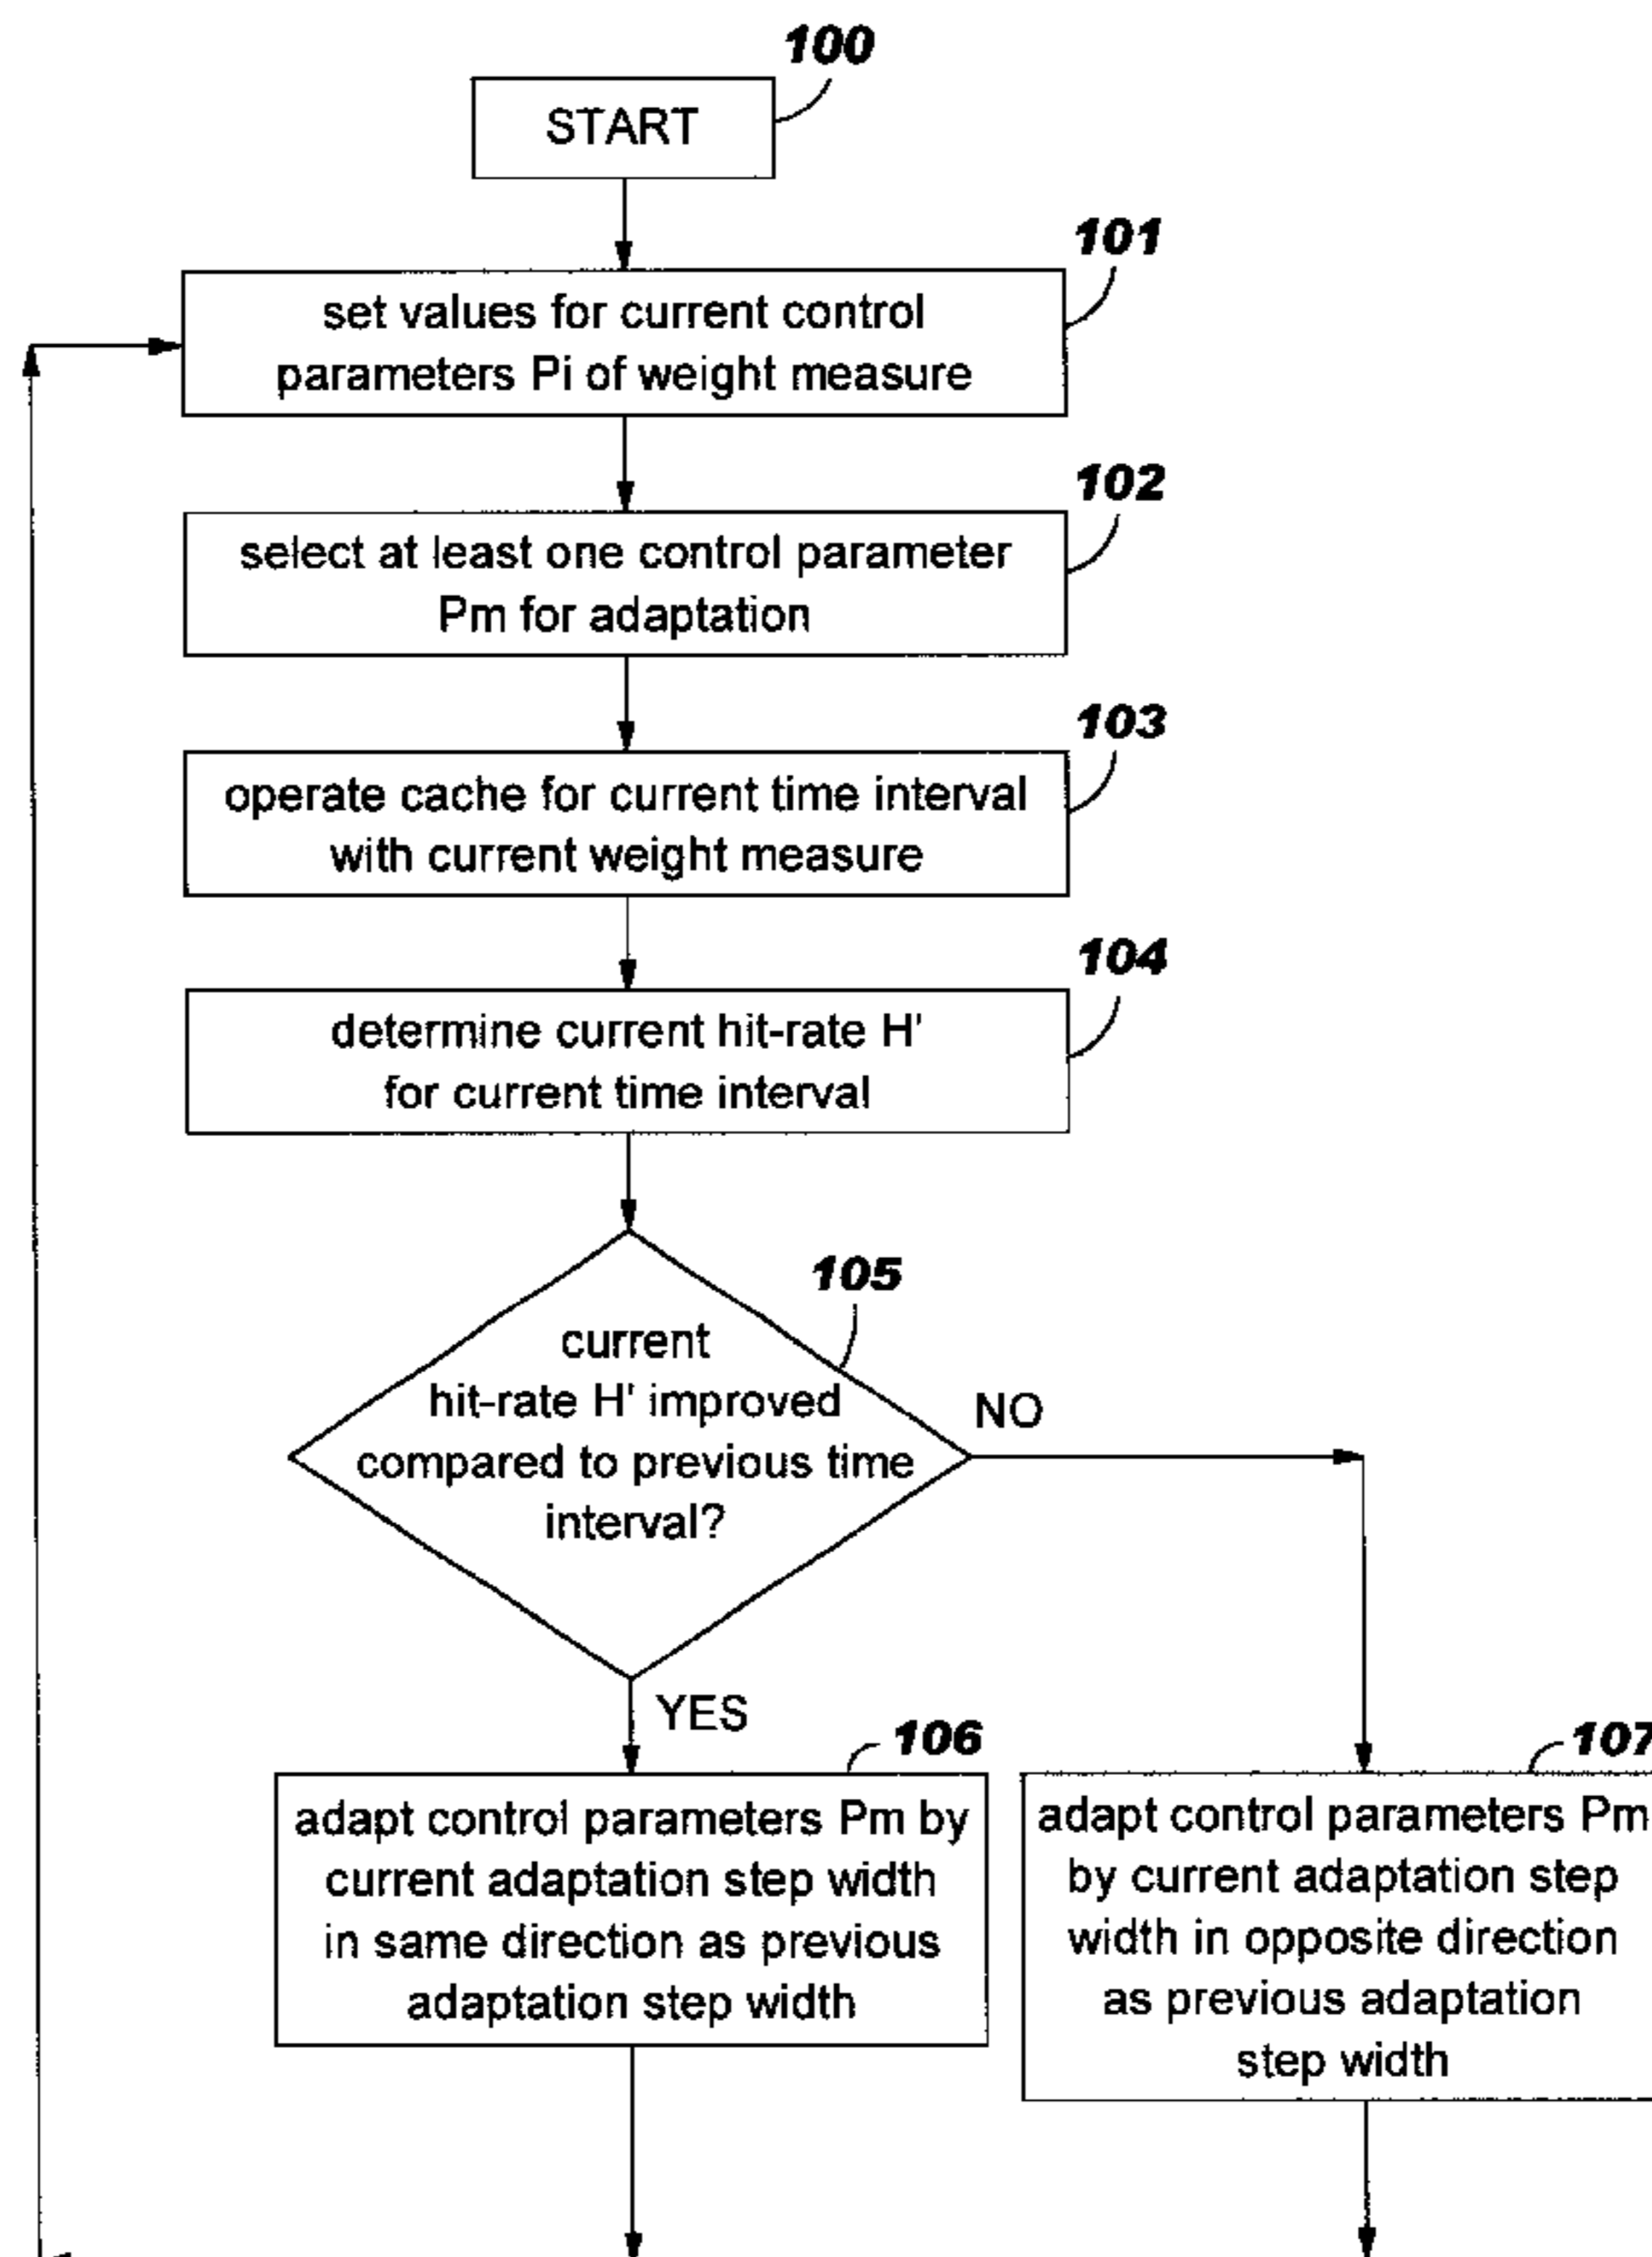 100
START
101
set values for current control
parameters Pi of weight measure
102
select at least one control parameter
Pm for adaptation
103
operate cache for current time interval
with current weight measure
104
determine current hit-rate H'
for current time interval
105
current
hit-rate H' improved
compared to previous time
interval?
NO
YES
106
adapt control parameters Pm by
current adaptation step width
in same direction as previous
adaptation step width
107
adapt control parameters Pm
by current adaptation step
width in opposite direction
as previous adaptation
step width